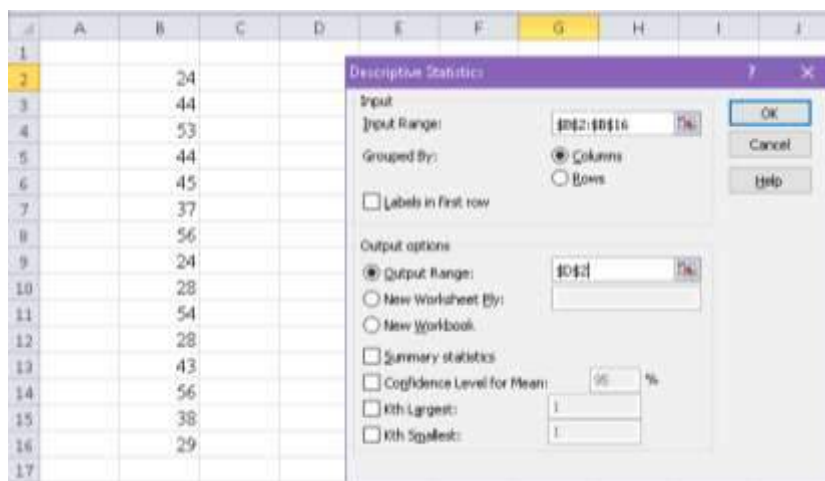 A B C D E F G H I J
1
2 24
3 44
4 53
5 44
6 45
7 37
8 56
9 24
10 28
11 54
12 28
13 43
14 56
15 38
16 29
17
Descriptive Statistics ? ×
Input
Input Range: $B$2:$B$16
Grouped By: Columns
Rows
Labels in first row
Output options
Output Range: $D$2
New Worksheet Ply:
New Workbook
Summary statistics
Confidence Level for Mean: 95 %
Kth Largest: 1
Kth Smallest: 1
OK
Cancel
Help